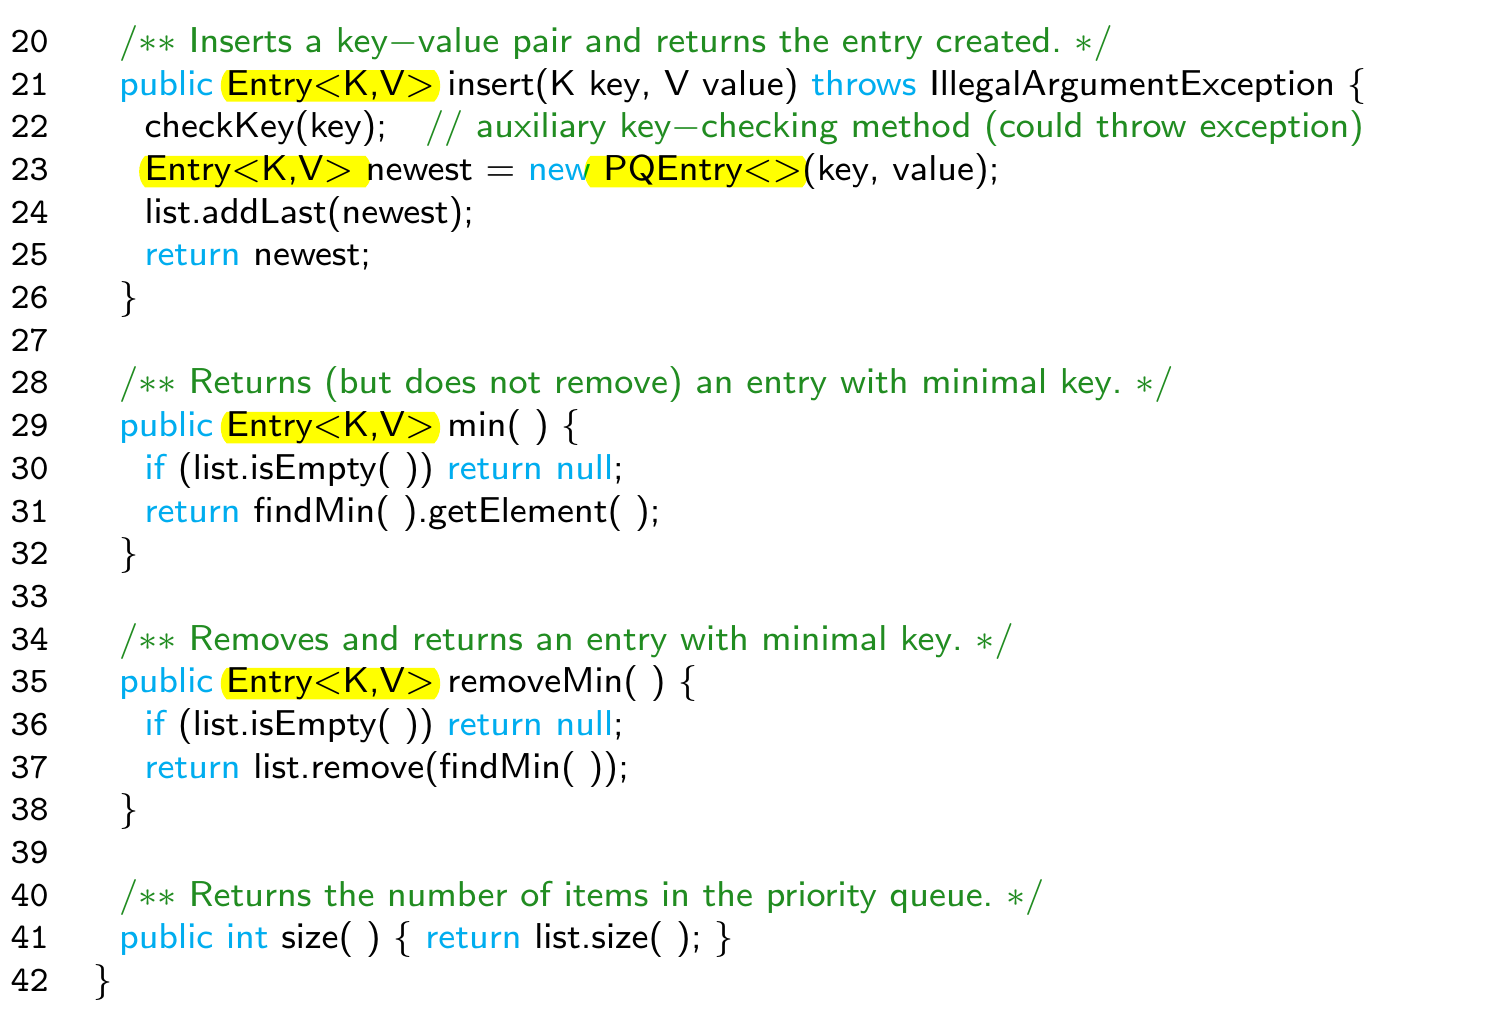 20 /** Inserts a key−value pair and returns the entry created. */
21 public Entry<K,V> insert(K key, V value) throws IllegalArgumentException {
22 checkKey(key); // auxiliary key−checking method (could throw exception)
23 Entry<K,V> newest = new PQEntry<>(key, value);
24 list.addLast(newest);
25 return newest;
26 }
27
28 /** Returns (but does not remove) an entry with minimal key. */
29 public Entry<K,V> min( ) {
30 if (list.isEmpty( )) return null;
31 return findMin( ).getElement( );
32 }
33
34 /** Removes and returns an entry with minimal key. */
35 public Entry<K,V> removeMin( ) {
36 if (list.isEmpty( )) return null;
37 return list.remove(findMin( ));
38 }
39
40 /** Returns the number of items in the priority queue. */
41 public int size( ) { return list.size( ); }
42 }